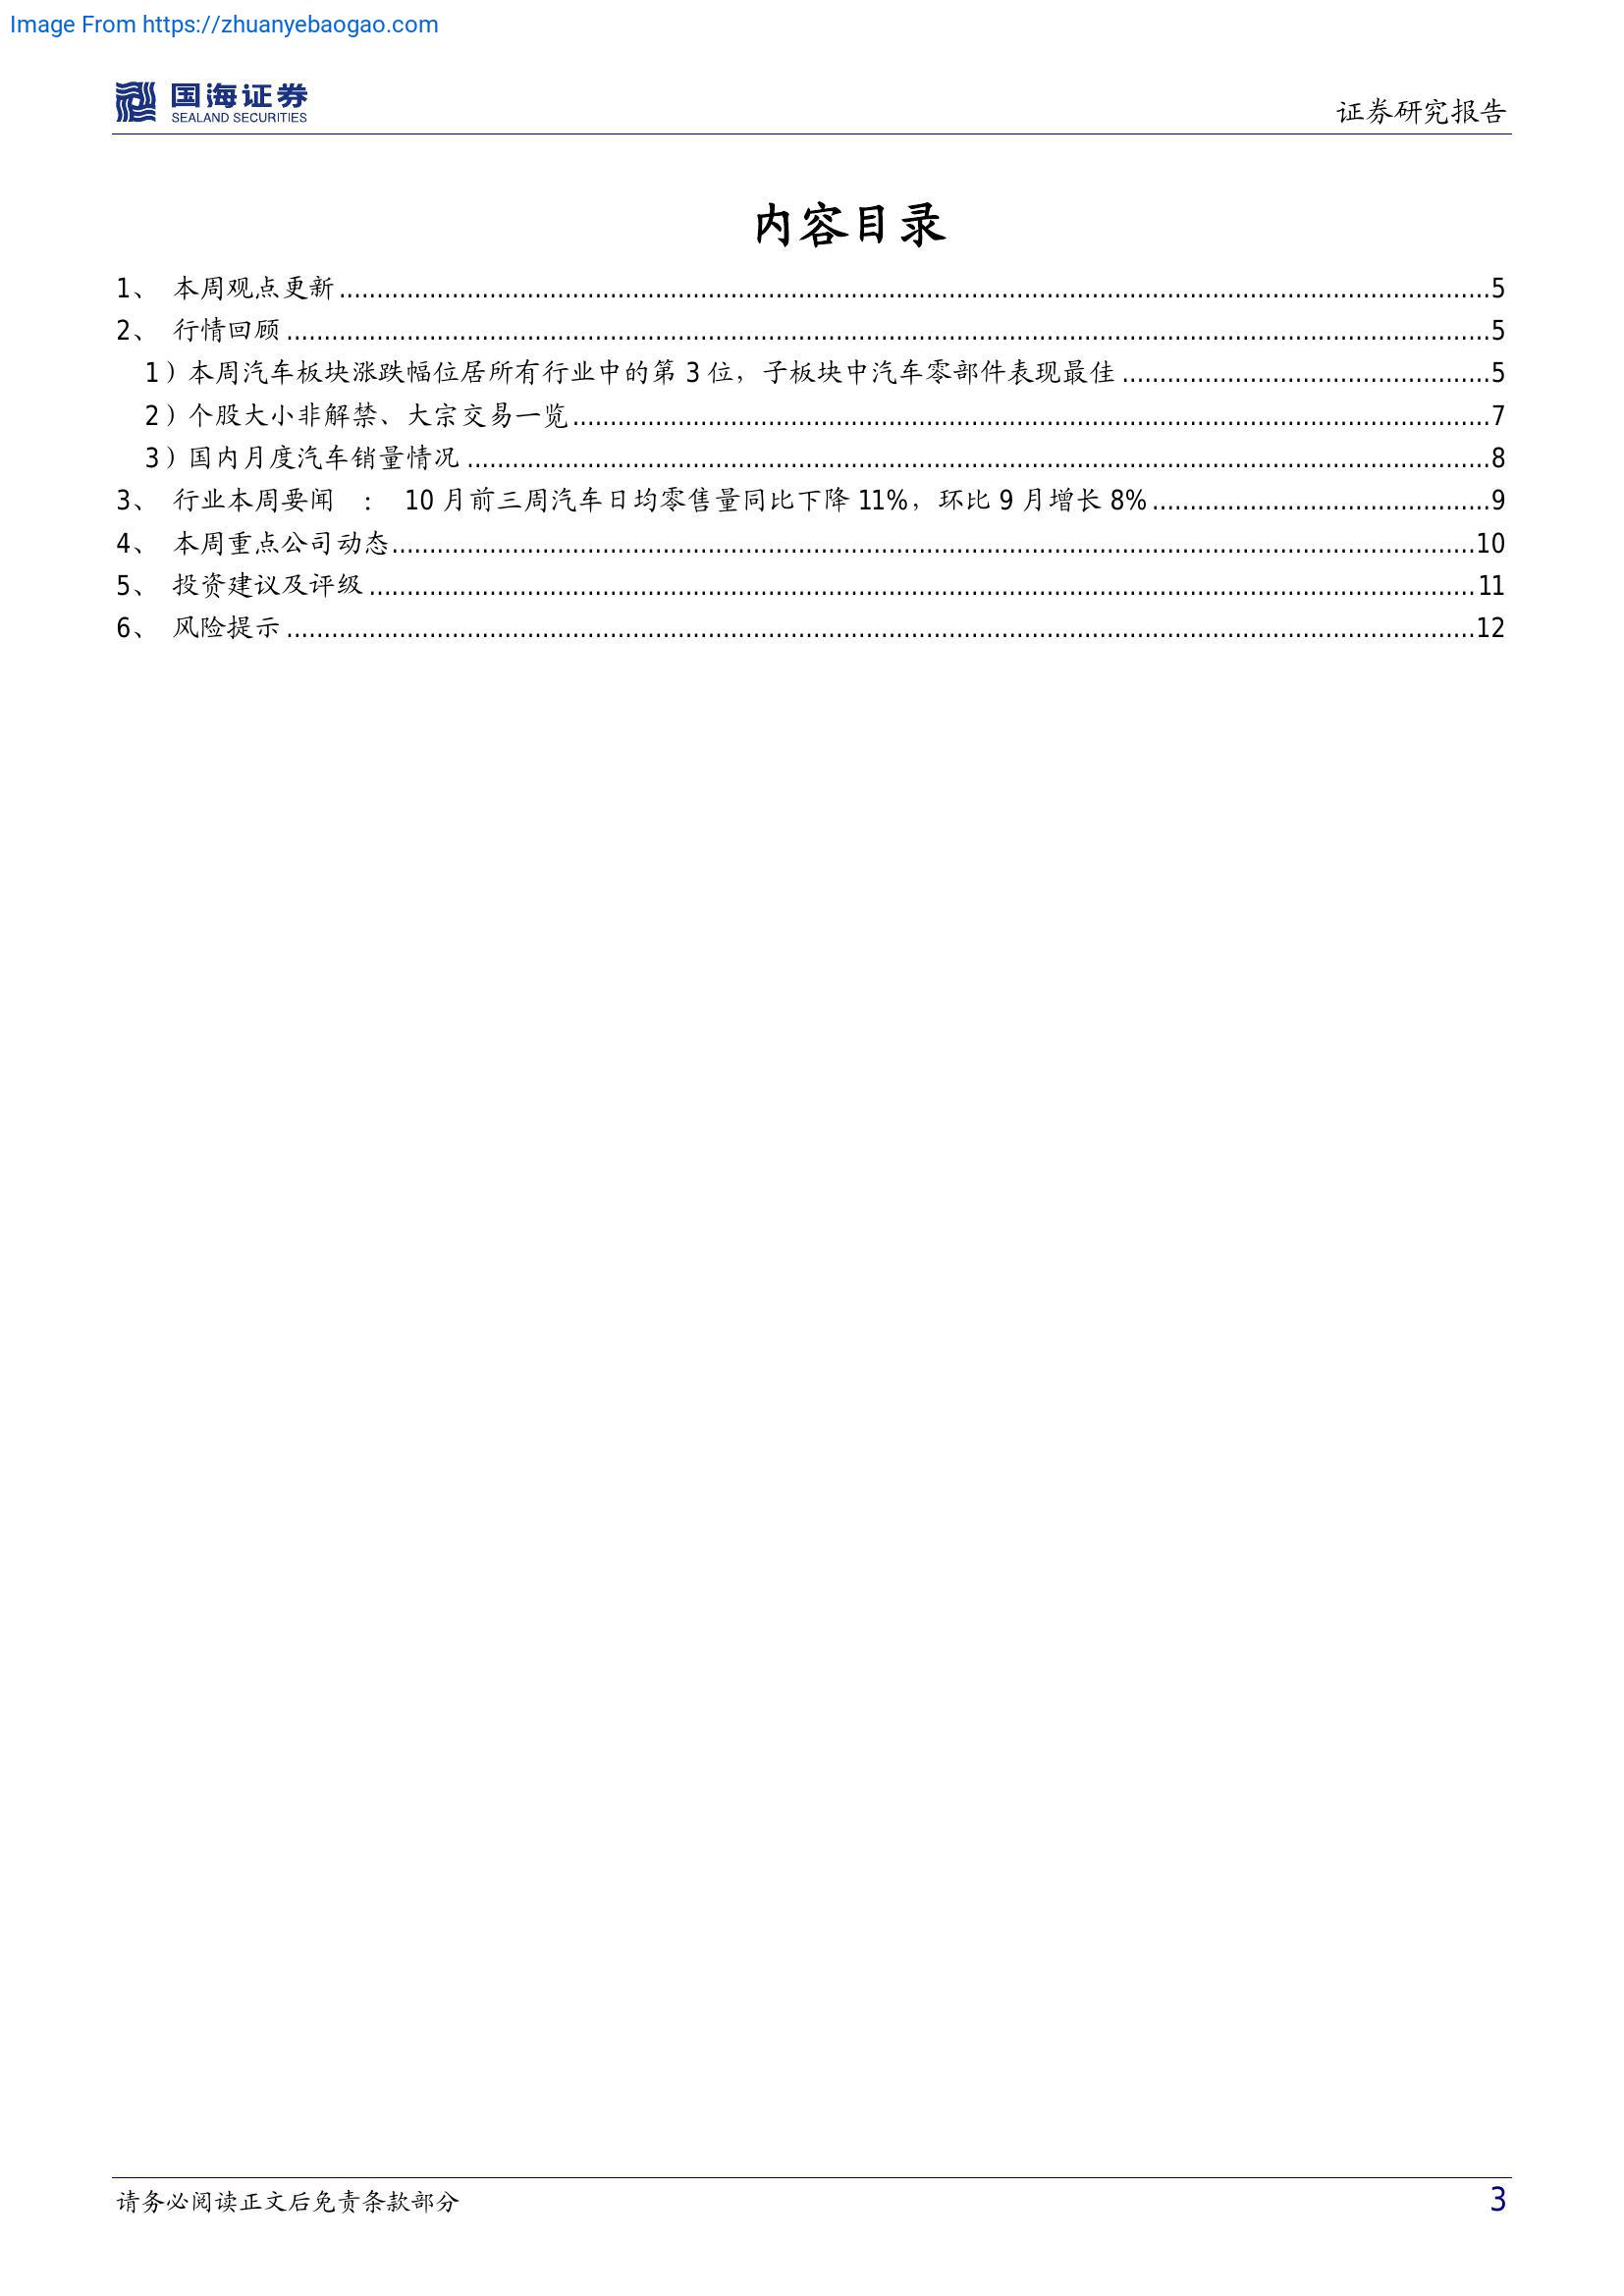 Image From https://zhuanyebaogao.com
国海证券
SEALAND SECURITIES
证券研究报告
内容目录
1、 本周观点更新 ........ 5
2、 行情回顾 ........ 5
1）本周汽车板块涨跌幅位居所有行业中的第 3 位，子板块中汽车零部件表现最佳 ........ 5
2）个股大小非解禁、大宗交易一览 ........ 7
3）国内月度汽车销量情况 ........ 8
3、 行业本周要闻 ： 10 月前三周汽车日均零售量同比下降 11%，环比 9 月增长 8% ........ 9
4、 本周重点公司动态 ........ 10
5、 投资建议及评级 ........ 11
6、 风险提示 ........ 12
请务必阅读正文后免责条款部分
3